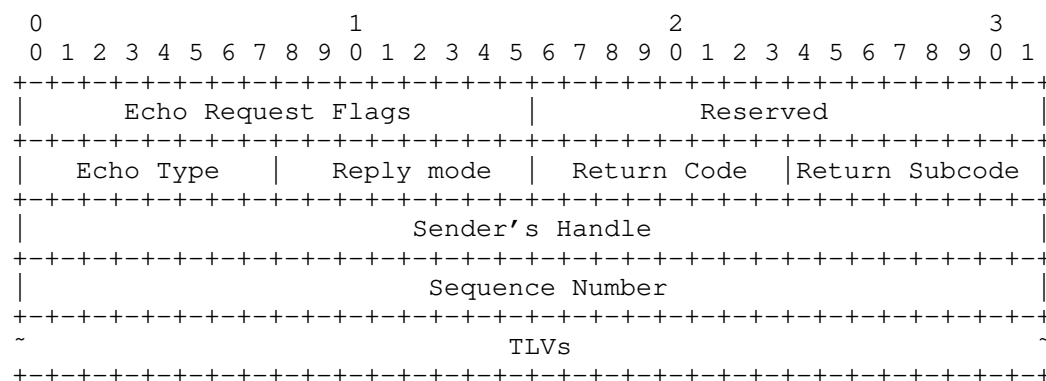 0                   1                   2                   3
 0 1 2 3 4 5 6 7 8 9 0 1 2 3 4 5 6 7 8 9 0 1 2 3 4 5 6 7 8 9 0 1
+-+-+-+-+-+-+-+-+-+-+-+-+-+-+-+-+-+-+-+-+-+-+-+-+-+-+-+-+-+-+-+-+
|      Echo Request Flags       |           Reserved            |
+-+-+-+-+-+-+-+-+-+-+-+-+-+-+-+-+-+-+-+-+-+-+-+-+-+-+-+-+-+-+-+-+
|   Echo Type   |   Reply mode  |  Return Code  |Return Subcode |
+-+-+-+-+-+-+-+-+-+-+-+-+-+-+-+-+-+-+-+-+-+-+-+-+-+-+-+-+-+-+-+-+
|                        Sender’s Handle                        |
+-+-+-+-+-+-+-+-+-+-+-+-+-+-+-+-+-+-+-+-+-+-+-+-+-+-+-+-+-+-+-+-+
|                         Sequence Number                       |
+-+-+-+-+-+-+-+-+-+-+-+-+-+-+-+-+-+-+-+-+-+-+-+-+-+-+-+-+-+-+-+-+
~                              TLVs                             ~
+-+-+-+-+-+-+-+-+-+-+-+-+-+-+-+-+-+-+-+-+-+-+-+-+-+-+-+-+-+-+-+-+